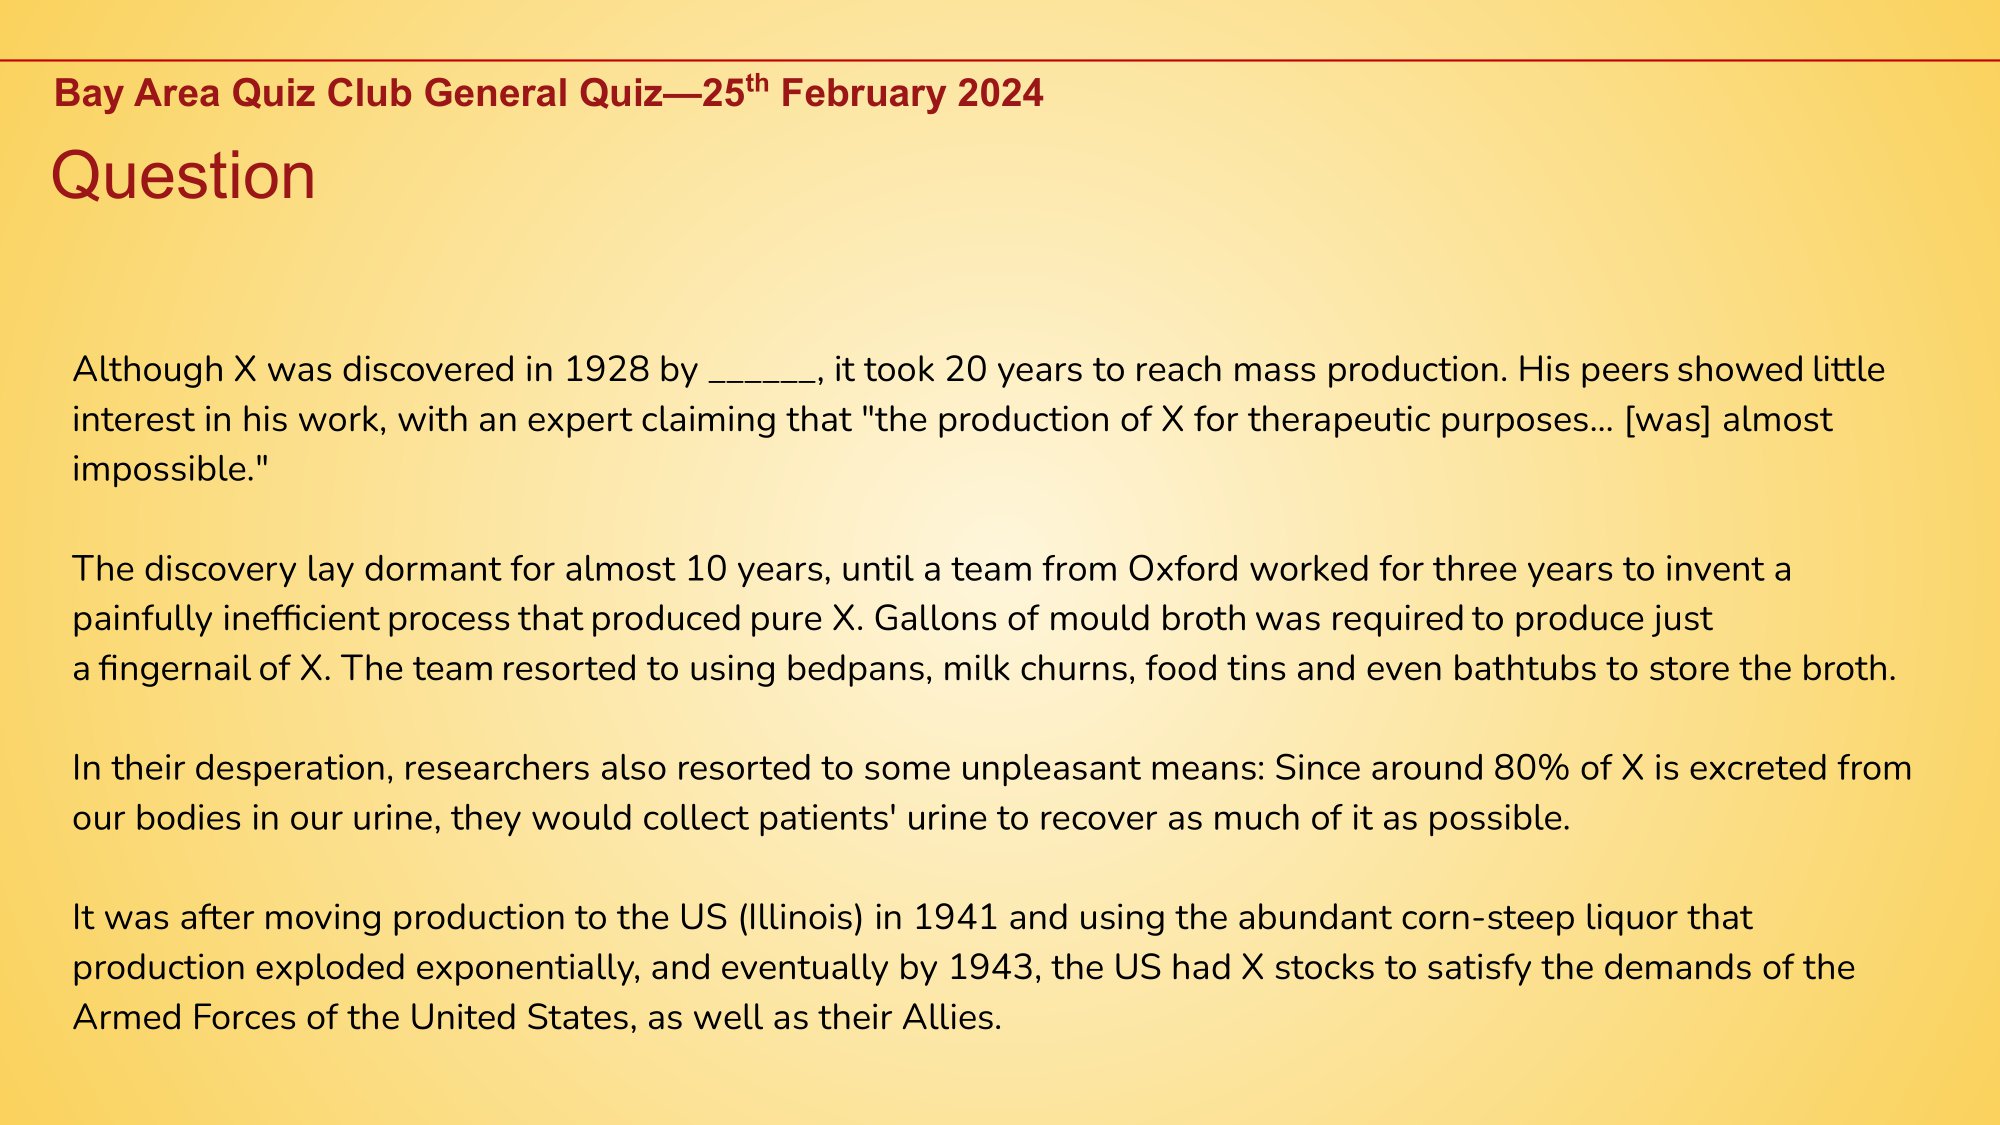 Bay Area Quiz Club General Quiz—25th February 2024
Question
Although X was discovered in 1928 by ______, it took 20 years to reach mass production. His peers showed little
interest in his work, with an expert claiming that "the production of X for therapeutic purposes... [was] almost
impossible."
The discovery lay dormant for almost 10 years, until a team from Oxford worked for three years to invent a
painfully inefficient process that produced pure X. Gallons of mould broth was required to produce just
a fingernail of X. The team resorted to using bedpans, milk churns, food tins and even bathtubs to store the broth.
In their desperation, researchers also resorted to some unpleasant means: Since around 80% of X is excreted from
our bodies in our urine, they would collect patients' urine to recover as much of it as possible.
It was after moving production to the US (Illinois) in 1941 and using the abundant corn-steep liquor that
production exploded exponentially, and eventually by 1943, the US had X stocks to satisfy the demands of the
Armed Forces of the United States, as well as their Allies.